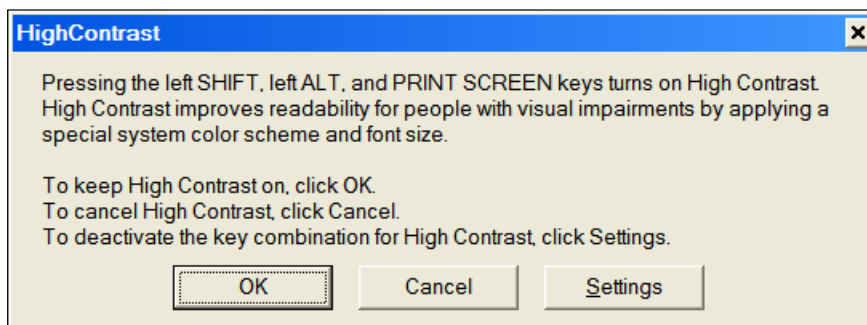 HighContrast
Pressing the left SHIFT, left ALT, and PRINT SCREEN keys turns on High Contrast.
High Contrast improves readability for people with visual impairments by applying a
special system color scheme and font size.
To keep High Contrast on, click OK.
To cancel High Contrast, click Cancel.
To deactivate the key combination for High Contrast, click Settings.
OK Cancel Settings